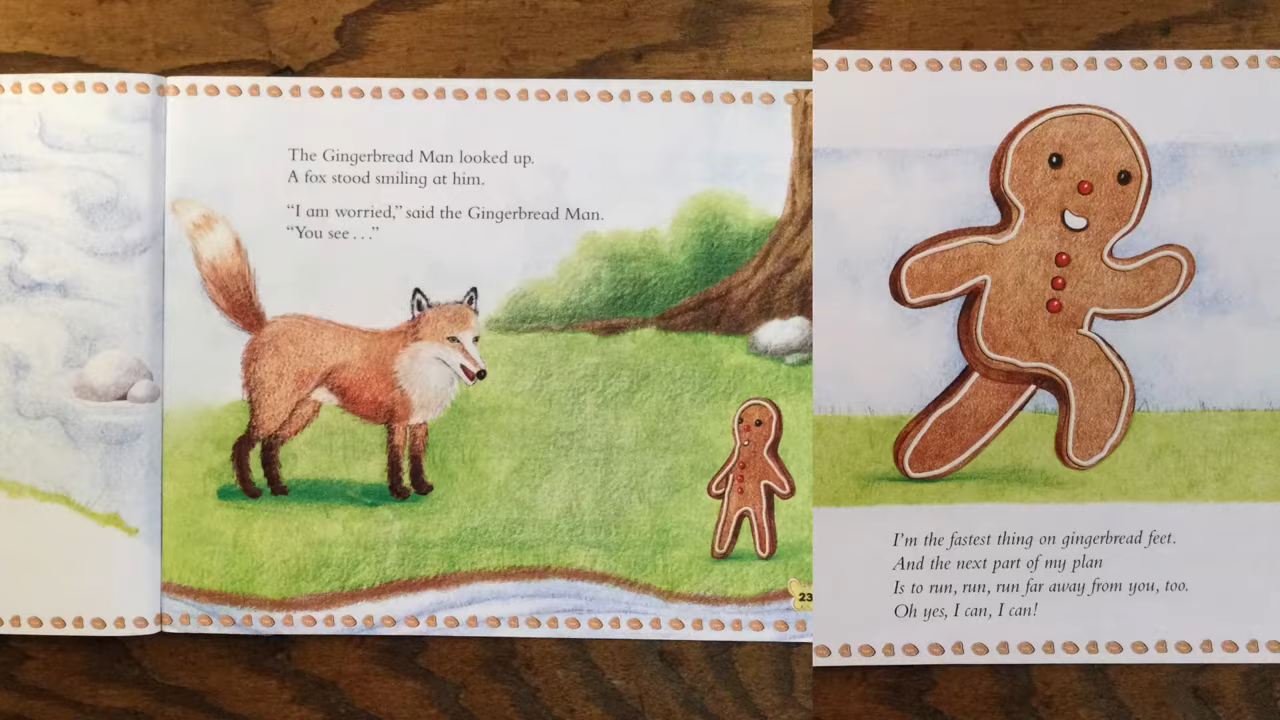 The Gingerbread Man looked up.
A fox stood smiling at him.
“I am worried,” said the Gingerbread Man.
“You see . . .”
23
I’m the fastest thing on gingerbread feet.
And the next part of my plan
Is to run, run, run far away from you, too.
Oh yes, I can, I can!